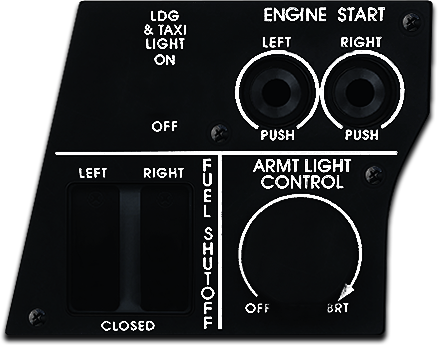 LDG
& TAXI
LIGHT
ON
OFF
ENGINE START
LEFT RIGHT
PUSH PUSH
LEFT RIGHT
CLOSED
FUEL SHUTOFF
ARMT LIGHT
CONTROL
OFF BRT